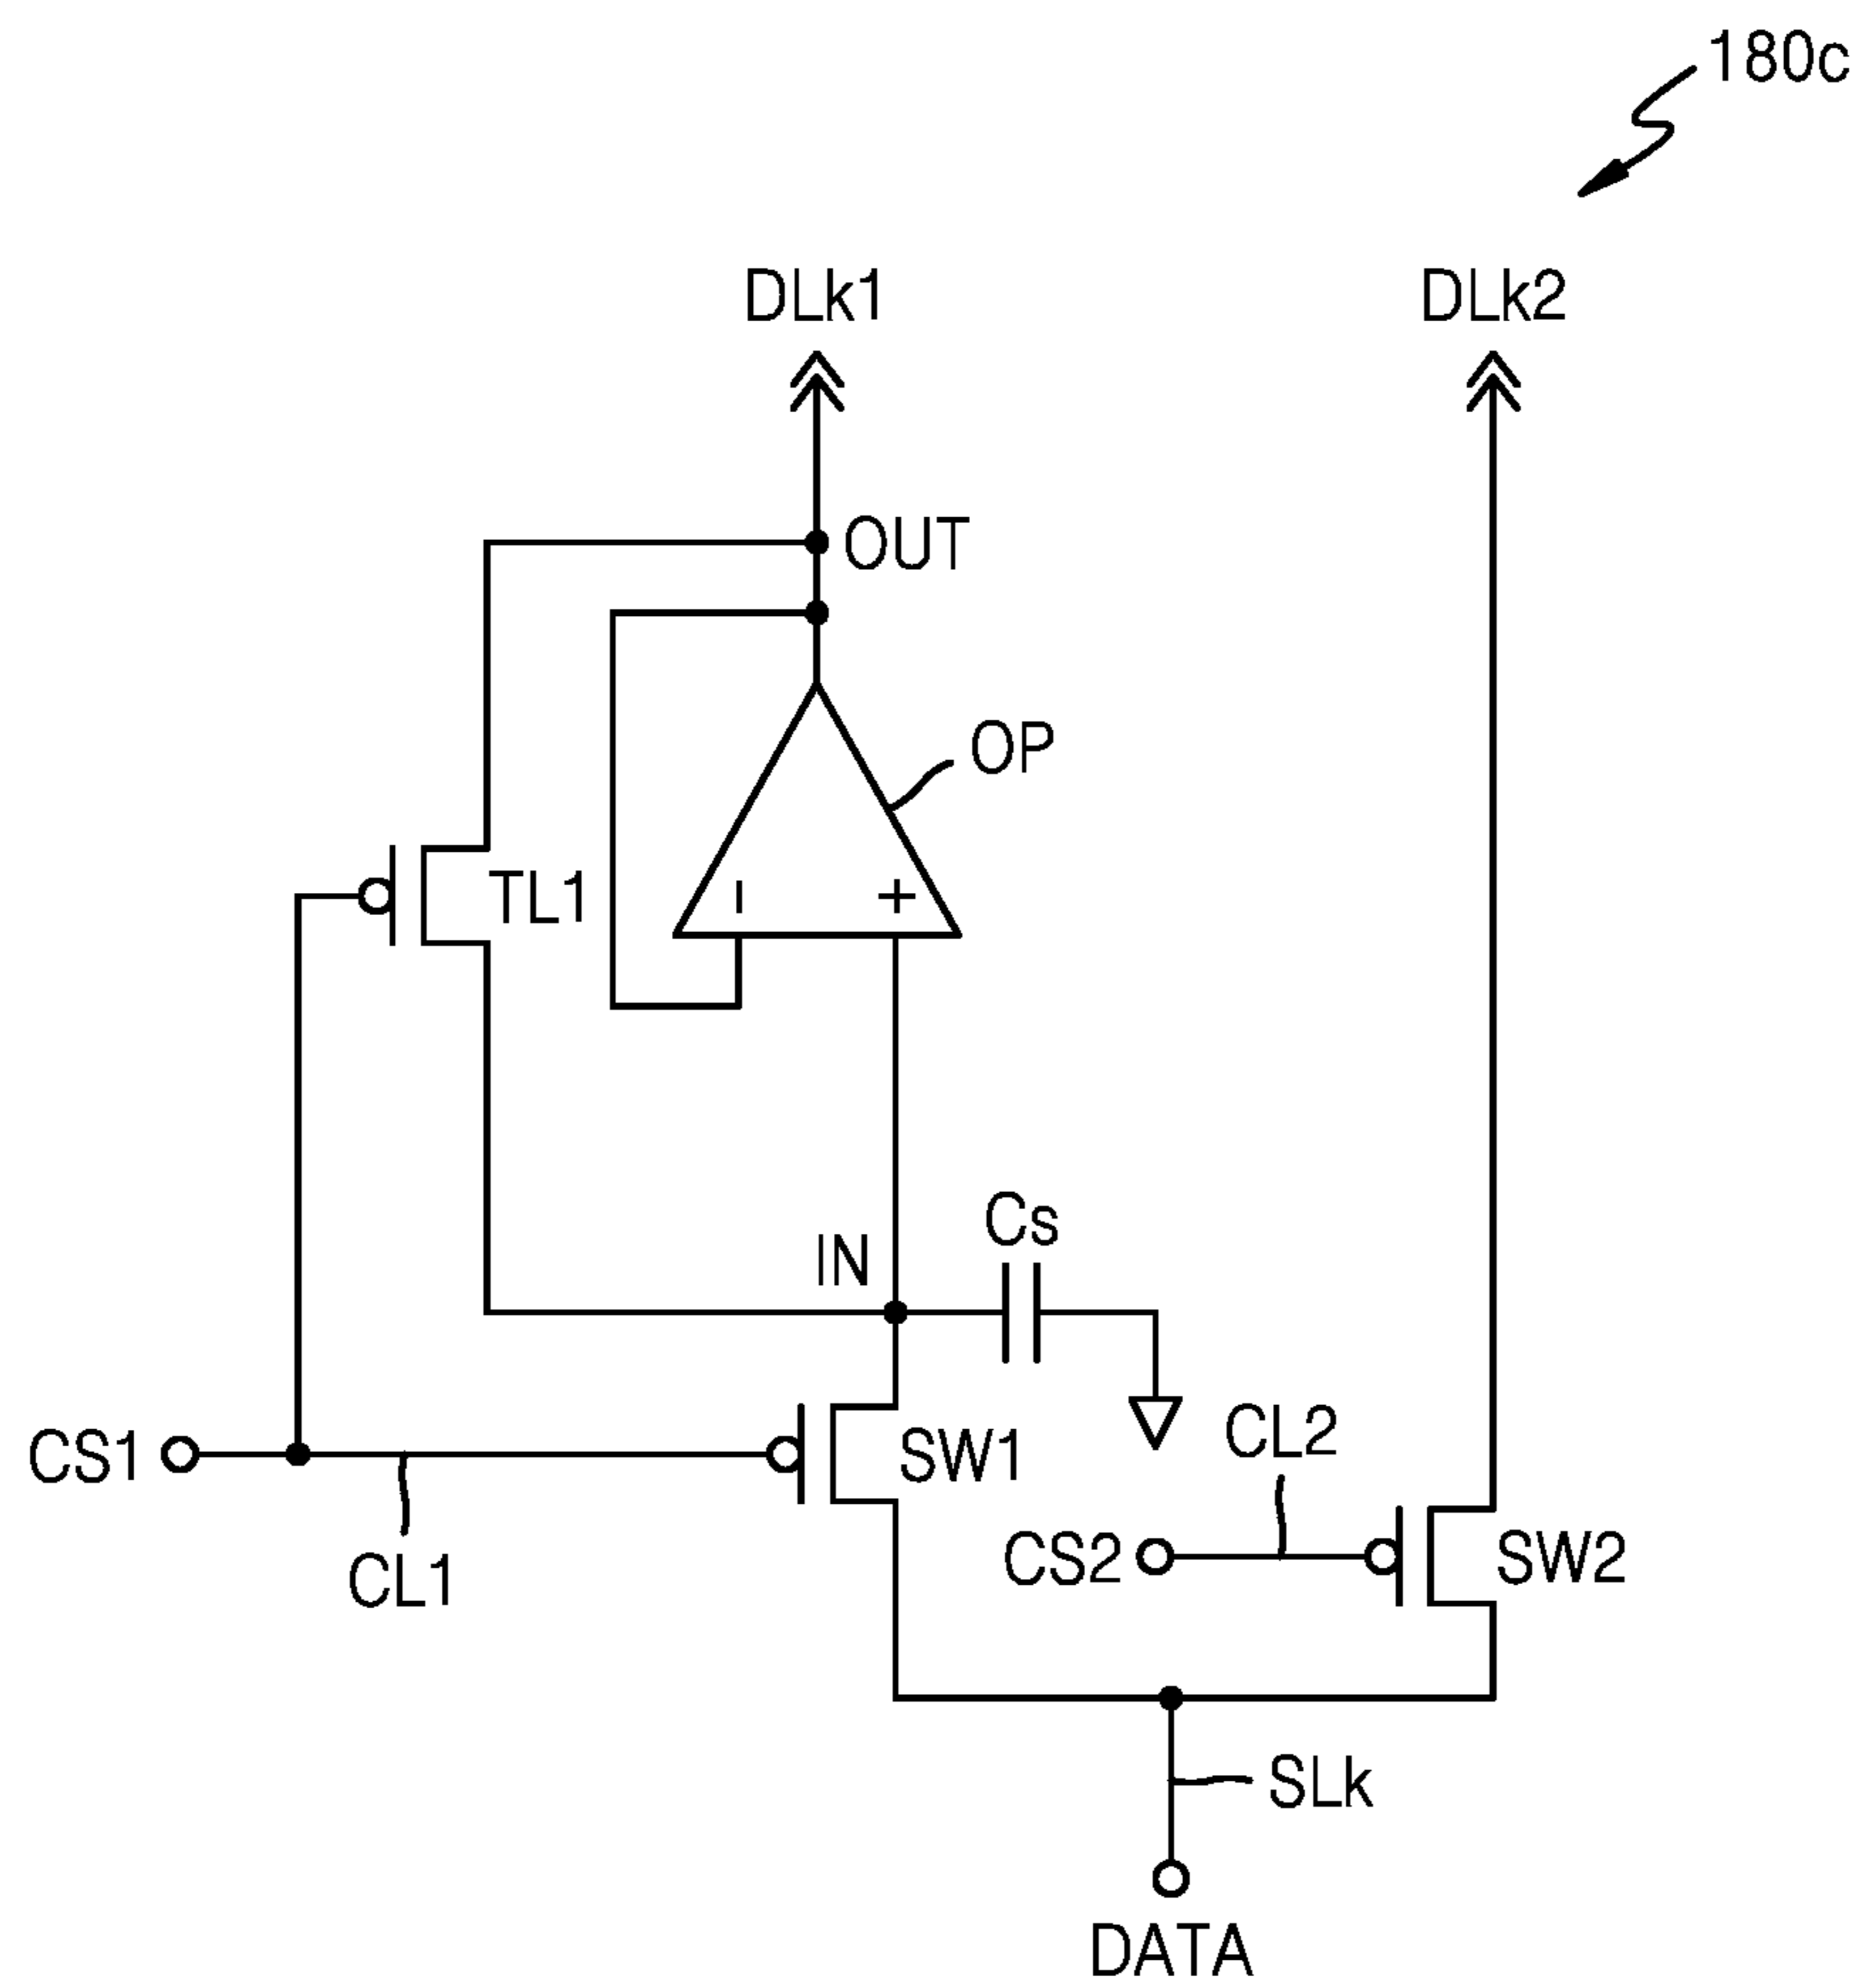 180c
DLk1
DLk2
OUT
OP
TL1
-
+
Cs
IN
CS1
SW1
CL2
CL1
CS2
SW2
SLk
DATA